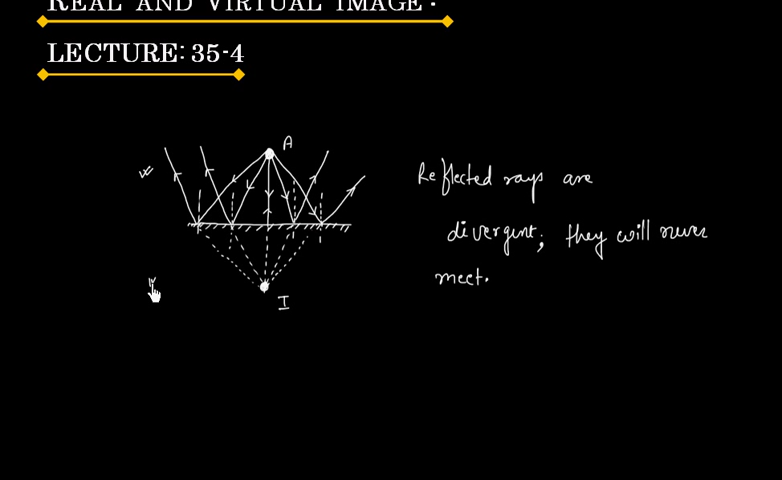 REAL AND VIRTUAL IMAGE :
LECTURE: 35-4
A
Reflected rays are
divergent; they will never
meet.
I